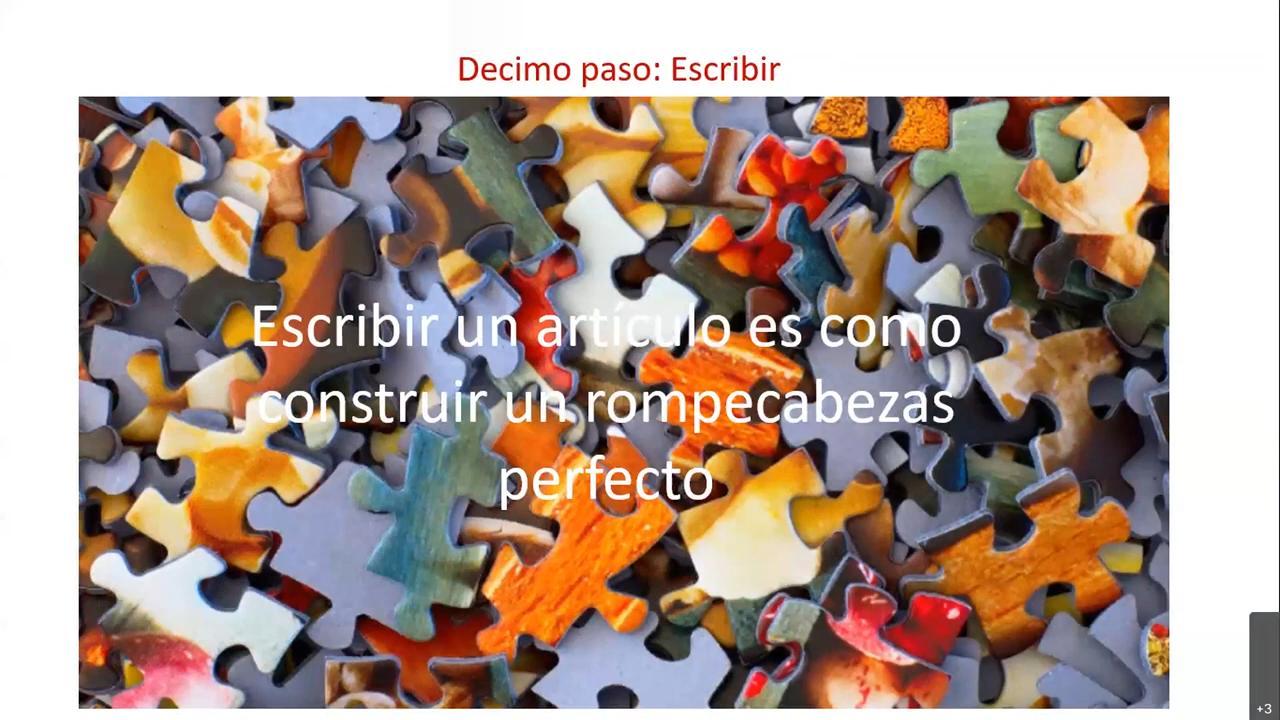 Decimo paso: Escribir
Escribir un artículo es como
construir un rompecabezas
perfecto
+3